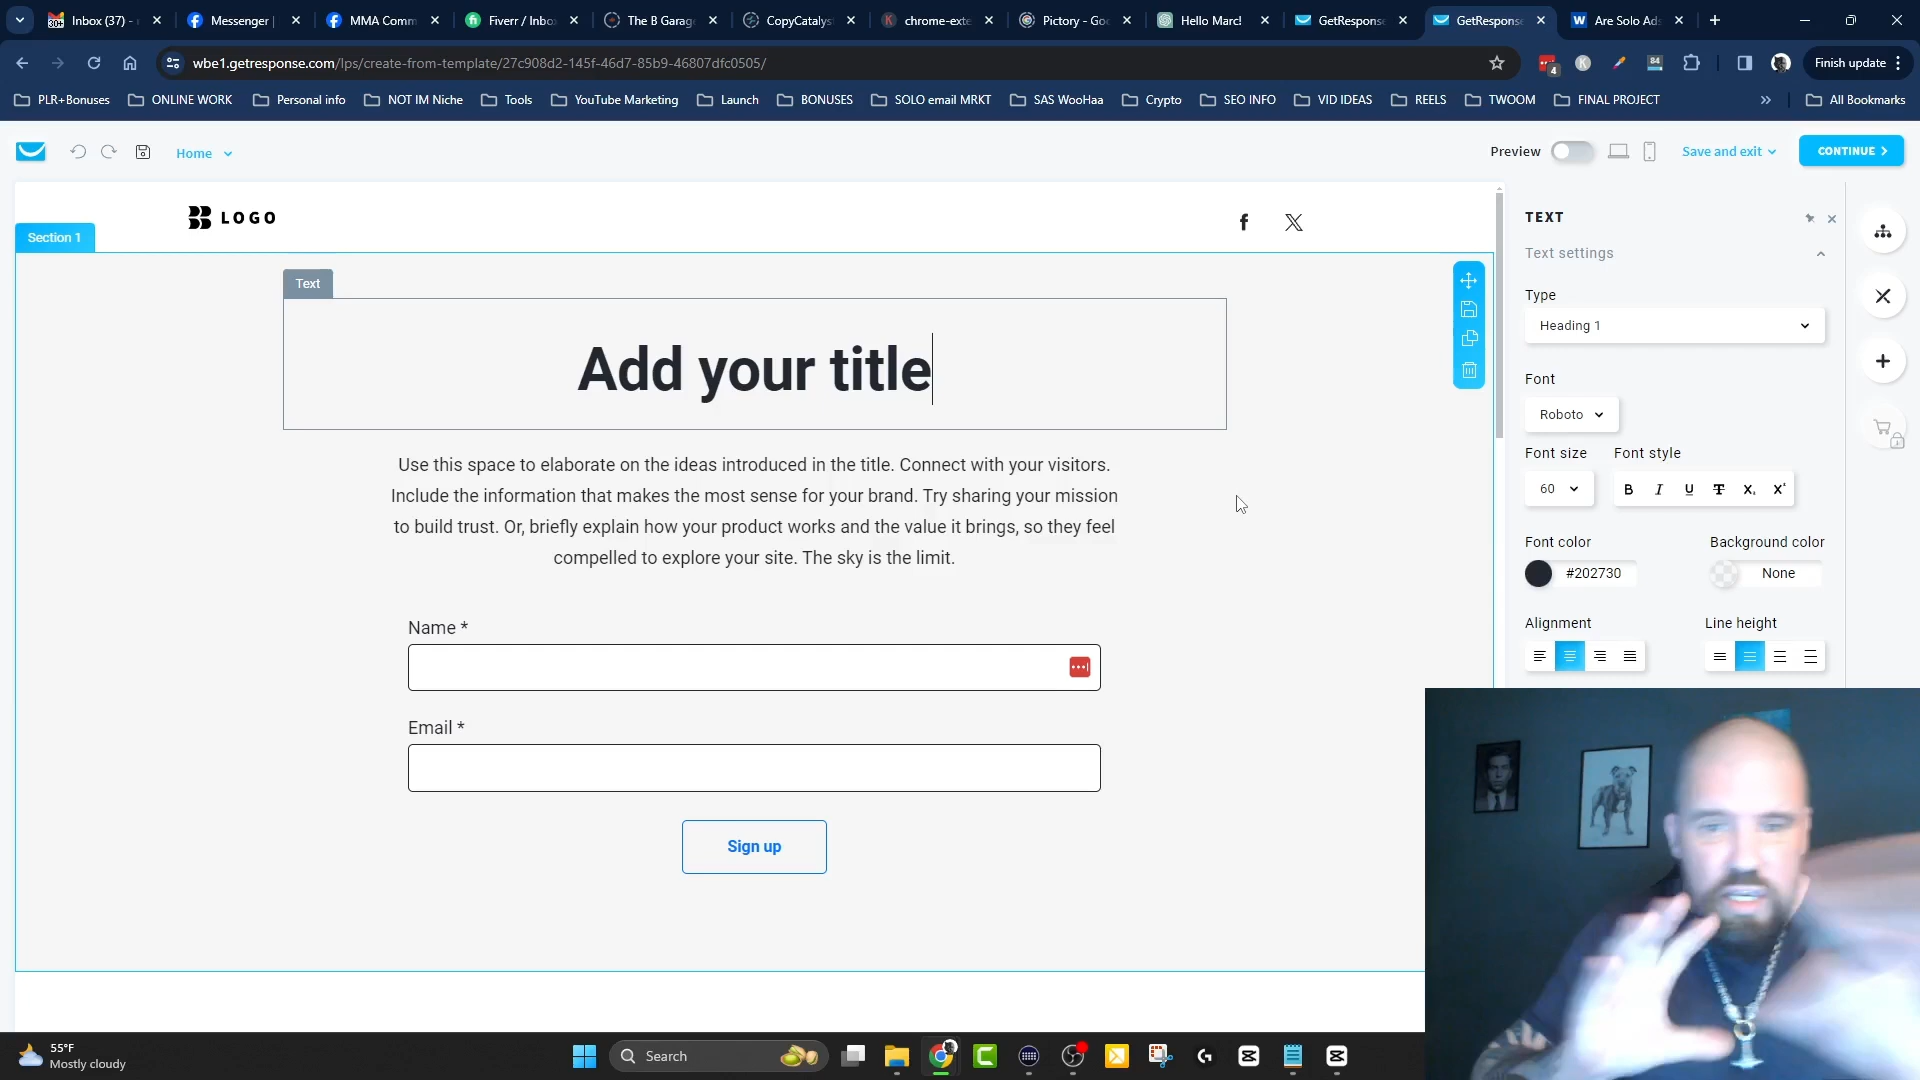 Inbox (37) -
Messenger |
MMA Comm
Fiverr / Inbo
The B Garage
CopyCatalys
chrome-exte
Pictory - Goo
Hello Marc!
GetRespons
GetRespons
Are Solo Ads
wbe1.getresponse.com/lps/create-from-template/27c908d2-145f-46d7-85b9-46807dfc0505/
4
84
Finish update
PLR+Bonuses
ONLINE WORK
Personal info
NOT IM Niche
Tools
YouTube Marketing
Launch
BONUSES
SOLO email MRKT
SAS WooHaa
Crypto
SEO INFO
VID IDEAS
REELS
TWOOM
FINAL PROJECT
All Bookmarks
Home
Preview
Save and exit
CONTINUE
LOGO
Section 1
Text
Add your title
Use this space to elaborate on the ideas introduced in the title. Connect with your visitors.
Include the information that makes the most sense for your brand. Try sharing your mission
to build trust. Or, briefly explain how your product works and the value it brings, so they feel
compelled to explore your site. The sky is the limit.
Name *
Email *
Sign up
TEXT
Text settings
Type
Heading 1
Font
Roboto
Font size
Font style
60
Font color
Background color
#202730
None
Alignment
Line height
55°F
Mostly cloudy
Search